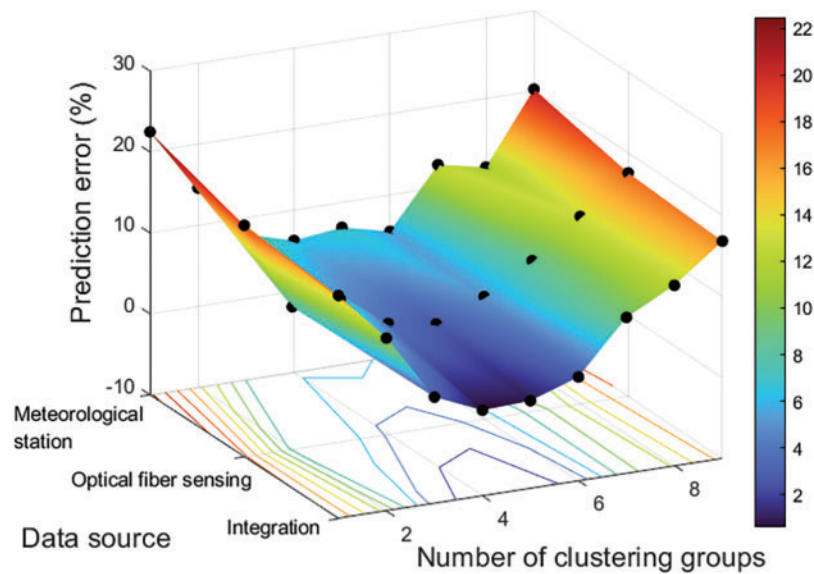 30
20
10
0
-10
Prediction error (%)
Meteorological
station
Optical fiber sensing
Integration
Data source
2
4
6
8
Number of clustering groups
22
20
18
16
14
12
10
8
6
4
2